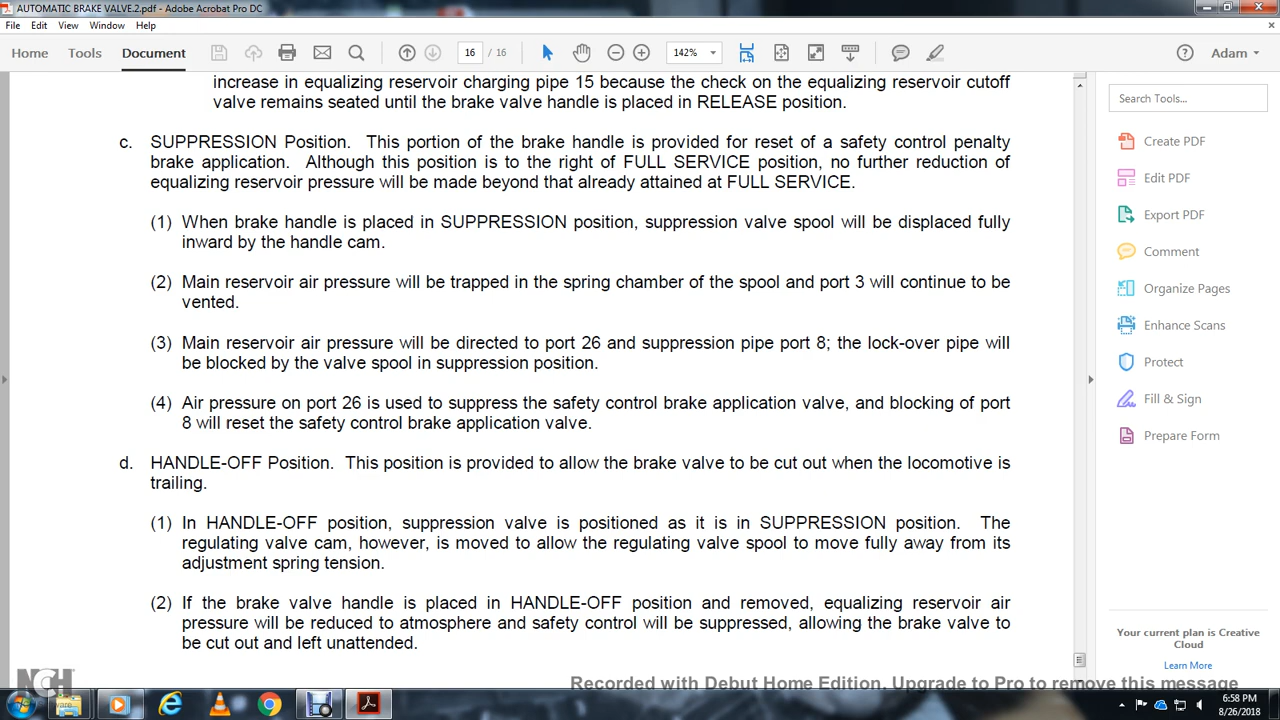 AUTOMATIC BRAKE VALVE.2.pdf - Adobe Acrobat Pro DC
File Edit View Window Help
Home Tools Document 16 / 16 142% Adam
increase in equalizing reservoir charging pipe 15 because the check on the equalizing reservoir cutoff
valve remains seated until the brake valve handle is placed in RELEASE position.
c. SUPPRESSION Position. This portion of the brake handle is provided for reset of a safety control penalty
brake application. Although this position is to the right of FULL SERVICE position, no further reduction of
equalizing reservoir pressure will be made beyond that already attained at FULL SERVICE.
(1) When brake handle is placed in SUPPRESSION position, suppression valve spool will be displaced fully
inward by the handle cam.
(2) Main reservoir air pressure will be trapped in the spring chamber of the spool and port 3 will continue to be
vented.
(3) Main reservoir air pressure will be directed to port 26 and suppression pipe port 8; the lock-over pipe will
be blocked by the valve spool in suppression position.
(4) Air pressure on port 26 is used to suppress the safety control brake application valve, and blocking of port
8 will reset the safety control brake application valve.
d. HANDLE-OFF Position. This position is provided to allow the brake valve to be cut out when the locomotive is
trailing.
(1) In HANDLE-OFF position, suppression valve is positioned as it is in SUPPRESSION position. The
regulating valve cam, however, is moved to allow the regulating valve spool to move fully away from its
adjustment spring tension.
(2) If the brake valve handle is placed in HANDLE-OFF position and removed, equalizing reservoir air
pressure will be reduced to atmosphere and safety control will be suppressed, allowing the brake valve to
be cut out and left unattended.
Search Tools...
Create PDF
Edit PDF
Export PDF
Comment
Organize Pages
Enhance Scans
Protect
Fill & Sign
Prepare Form
Your current plan is Creative
Cloud
Learn More
NCH
Recorded with Debut Home Edition. Upgrade to Pro to remove this message
6:58 PM
8/26/2018